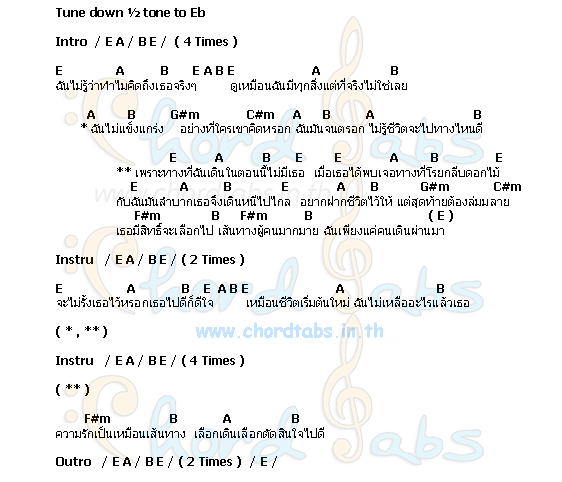 Tune down ½ tone to Eb
Intro / E A / B E / ( 4 Times )
E A B E A B E A B
ฉันไม่รู้ว่าทำไมคิดถึงเธอจริงๆ ดูเหมือนฉันมีทุกสิ่งแต่ที่จริงไม่ใช่เลย
A B G#m C#m A B A B
* ฉันไม่แข็งแกร่ง อย่างที่ใครเขาคิดหรอก ฉันมันจนตรอก ไม่รู้ชีวิตจะไปทางไหนดี
E A B E E A B E
** เพราะทางที่ฉันเดินในตอนนี้ไม่มีเธอ เมื่อเธอได้พบเจอทางที่โรยกลีบดอกไม้
E A B E A B G#m C#m
กับฉันมันลำบากเธอจึงเดินหนีไปไกล อยากฝากชีวิตไว้ให้ แต่สุดท้ายต้องล่มมลาย
F#m B F#m B ( E )
เธอมีสิทธิ์จะเลือกไป เส้นทางผู้คนมากมาย ฉันเพียงแค่คนเดินผ่านมา
Instru / E A / B E / ( 2 Times )
E A B E A B E A B
จะไม่รั้งเธอไว้หรอกเธอไปดีก็ดีใจ เหมือนชีวิตเริ่มต้นใหม่ ฉันไม่เหลืออะไรแล้วเธอ
( * , ** )
www.chordtabs.in.th
Instru / E A / B E / ( 4 Times )
( ** )
F#m B A B
ความรักเป็นเหมือนเส้นทาง เลือกเดินเลือกตัดสินใจไปดี
Outro / E A / B E / ( 2 Times ) / E /